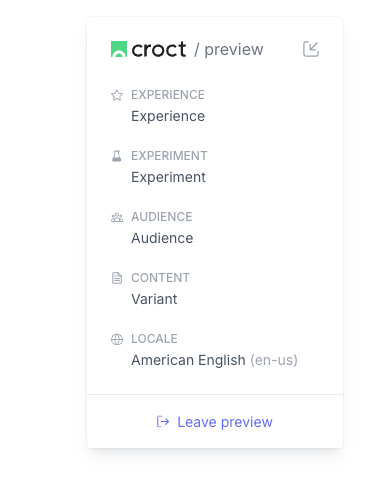 croct / preview
EXPERIENCE
Experience
EXPERIMENT
Experiment
AUDIENCE
Audience
CONTENT
Variant
LOCALE
American English (en-us)
Leave preview